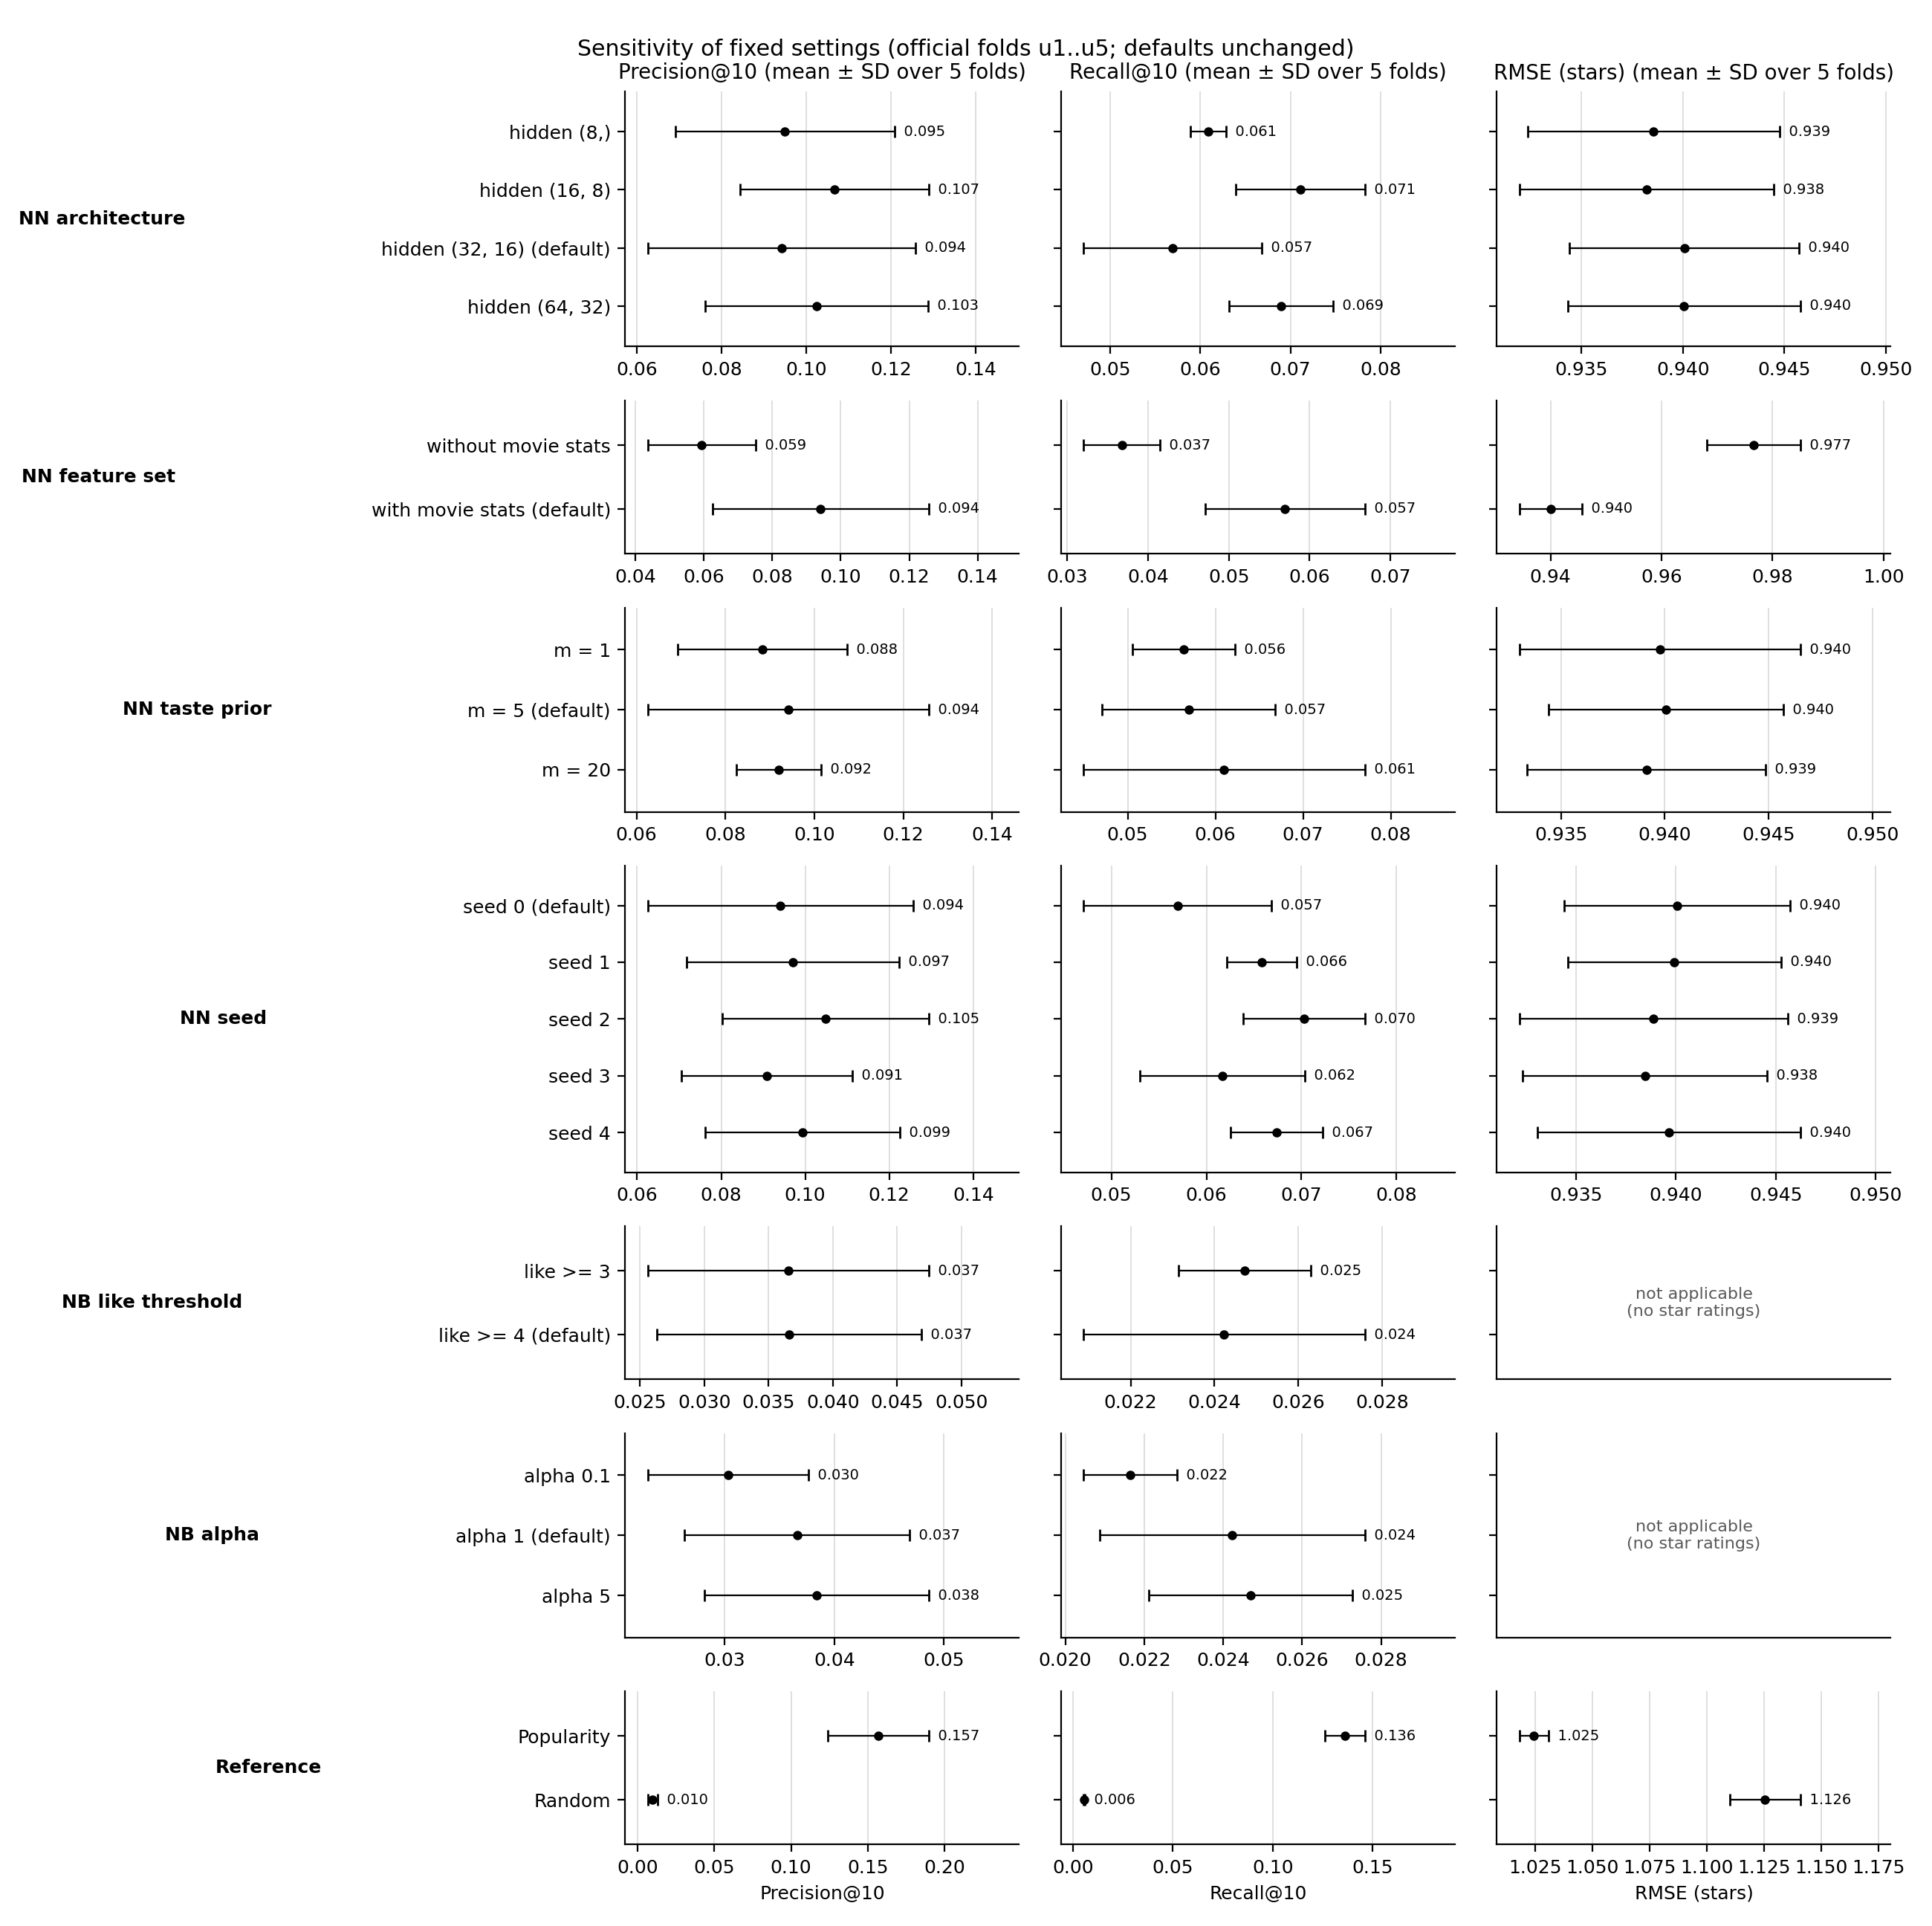 Sensitivity of fixed settings (official folds u1..u5; defaults unchanged)
Precision@10 (mean ± SD over 5 folds)
Recall@10 (mean ± SD over 5 folds)
RMSE (stars) (mean ± SD over 5 folds)
NN architecture
hidden (8,)
0.095
0.061
0.939
hidden (16, 8)
0.107
0.071
0.938
hidden (32, 16) (default)
0.094
0.057
0.940
hidden (64, 32)
0.103
0.069
0.940
0.06 0.08 0.10 0.12 0.14
0.05 0.06 0.07 0.08
0.935 0.940 0.945 0.950
NN feature set
without movie stats
0.059
0.037
0.977
with movie stats (default)
0.094
0.057
0.940
0.04 0.06 0.08 0.10 0.12 0.14
0.03 0.04 0.05 0.06 0.07
0.94 0.96 0.98 1.00
NN taste prior
m = 1
0.088
0.056
0.940
m = 5 (default)
0.094
0.057
0.940
m = 20
0.092
0.061
0.939
0.06 0.08 0.10 0.12 0.14
0.05 0.06 0.07 0.08
0.935 0.940 0.945 0.950
NN seed
seed 0 (default)
0.094
0.057
0.940
seed 1
0.097
0.066
0.940
seed 2
0.105
0.070
0.939
seed 3
0.091
0.062
0.938
seed 4
0.099
0.067
0.940
0.06 0.08 0.10 0.12 0.14
0.05 0.06 0.07 0.08
0.935 0.940 0.945 0.950
NB like threshold
like >= 3
0.037
0.025
like >= 4 (default)
0.037
0.024
not applicable
(no star ratings)
0.025 0.030 0.035 0.040 0.045 0.050
0.022 0.024 0.026 0.028
NB alpha
alpha 0.1
0.030
0.022
alpha 1 (default)
0.037
0.024
alpha 5
0.038
0.025
not applicable
(no star ratings)
0.03 0.04 0.05
0.020 0.022 0.024 0.026 0.028
Reference
Popularity
0.157
0.136
1.025
Random
0.010
0.006
1.126
0.00 0.05 0.10 0.15 0.20
0.00 0.05 0.10 0.15
1.025 1.050 1.075 1.100 1.125 1.150 1.175
Precision@10
Recall@10
RMSE (stars)